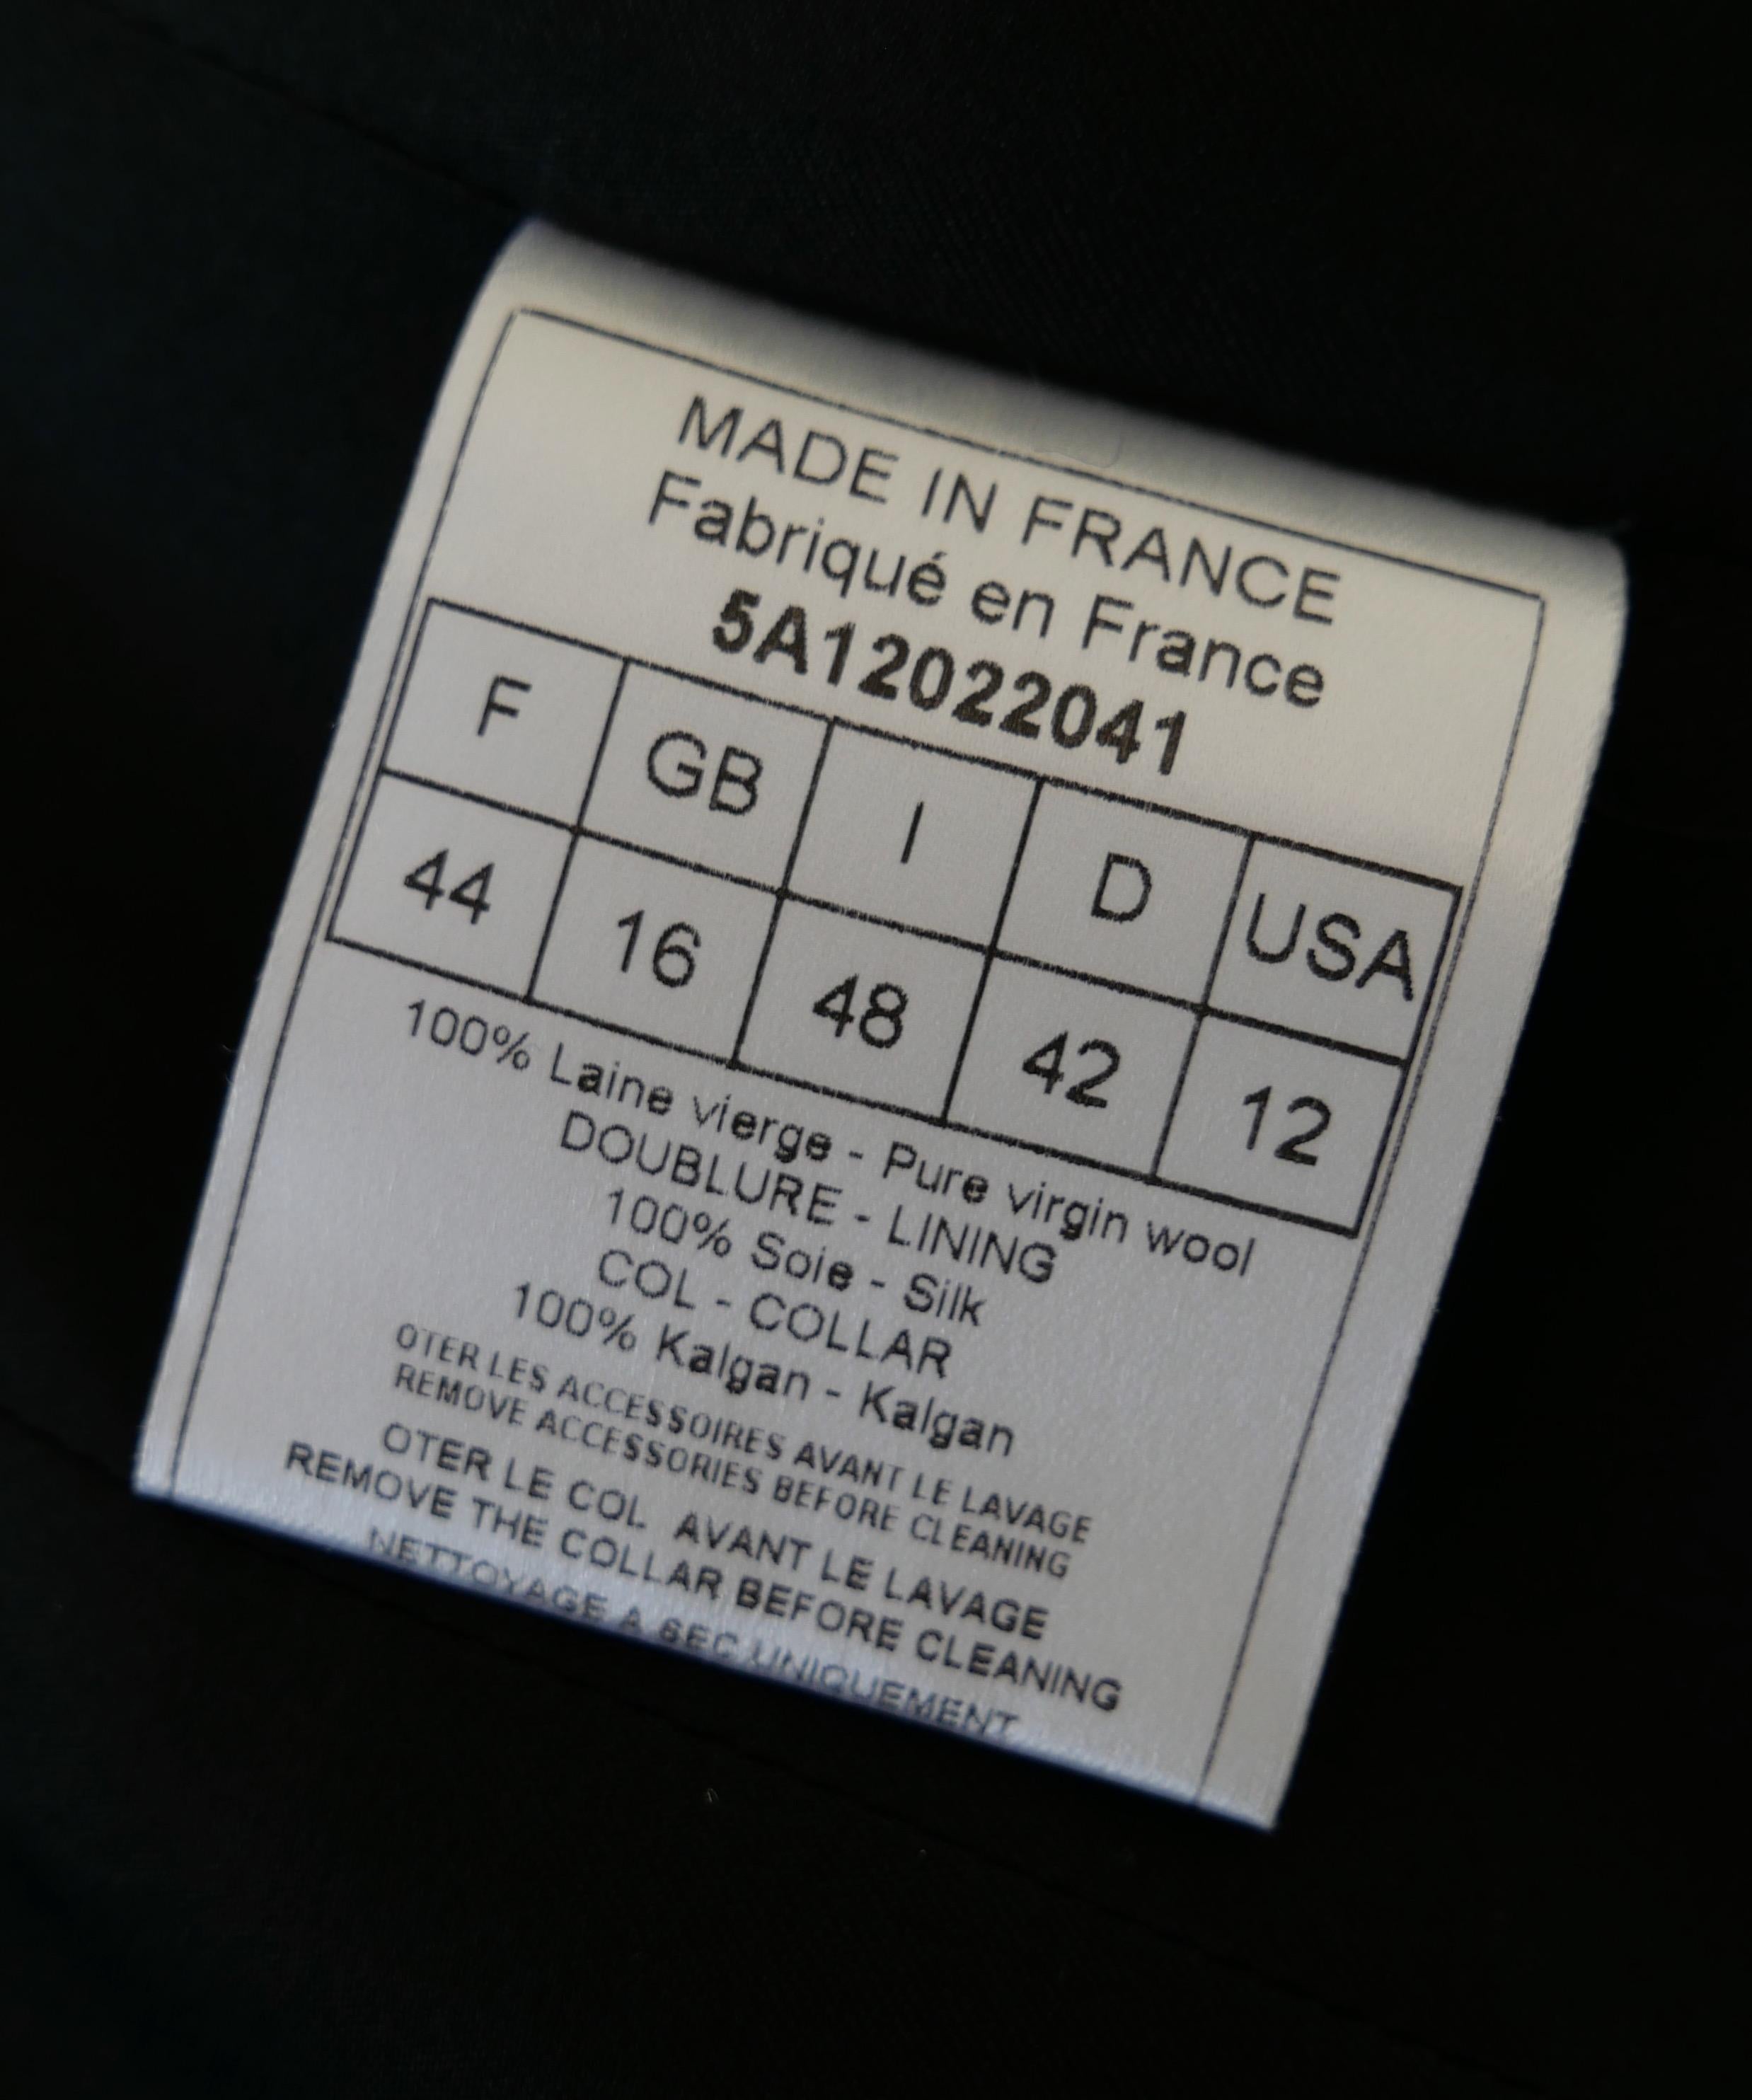 MADE IN FRANCE
Fabriqué en France
5A12022041
F GB I D USA
44 16 48 42 12
100% Laine vierge - Pure virgin wool
DOUBLURE - LINING
100% Soie - Silk
COL - COLLAR
100% Kalgan - Kalgan
OTER LES ACCESSOIRES AVANT LE LAVAGE
REMOVE ACCESSORIES BEFORE CLEANING
OTER LE COL AVANT LE LAVAGE
REMOVE THE COLLAR BEFORE CLEANING
NETTOYAGE A SEC UNIQUEMENT